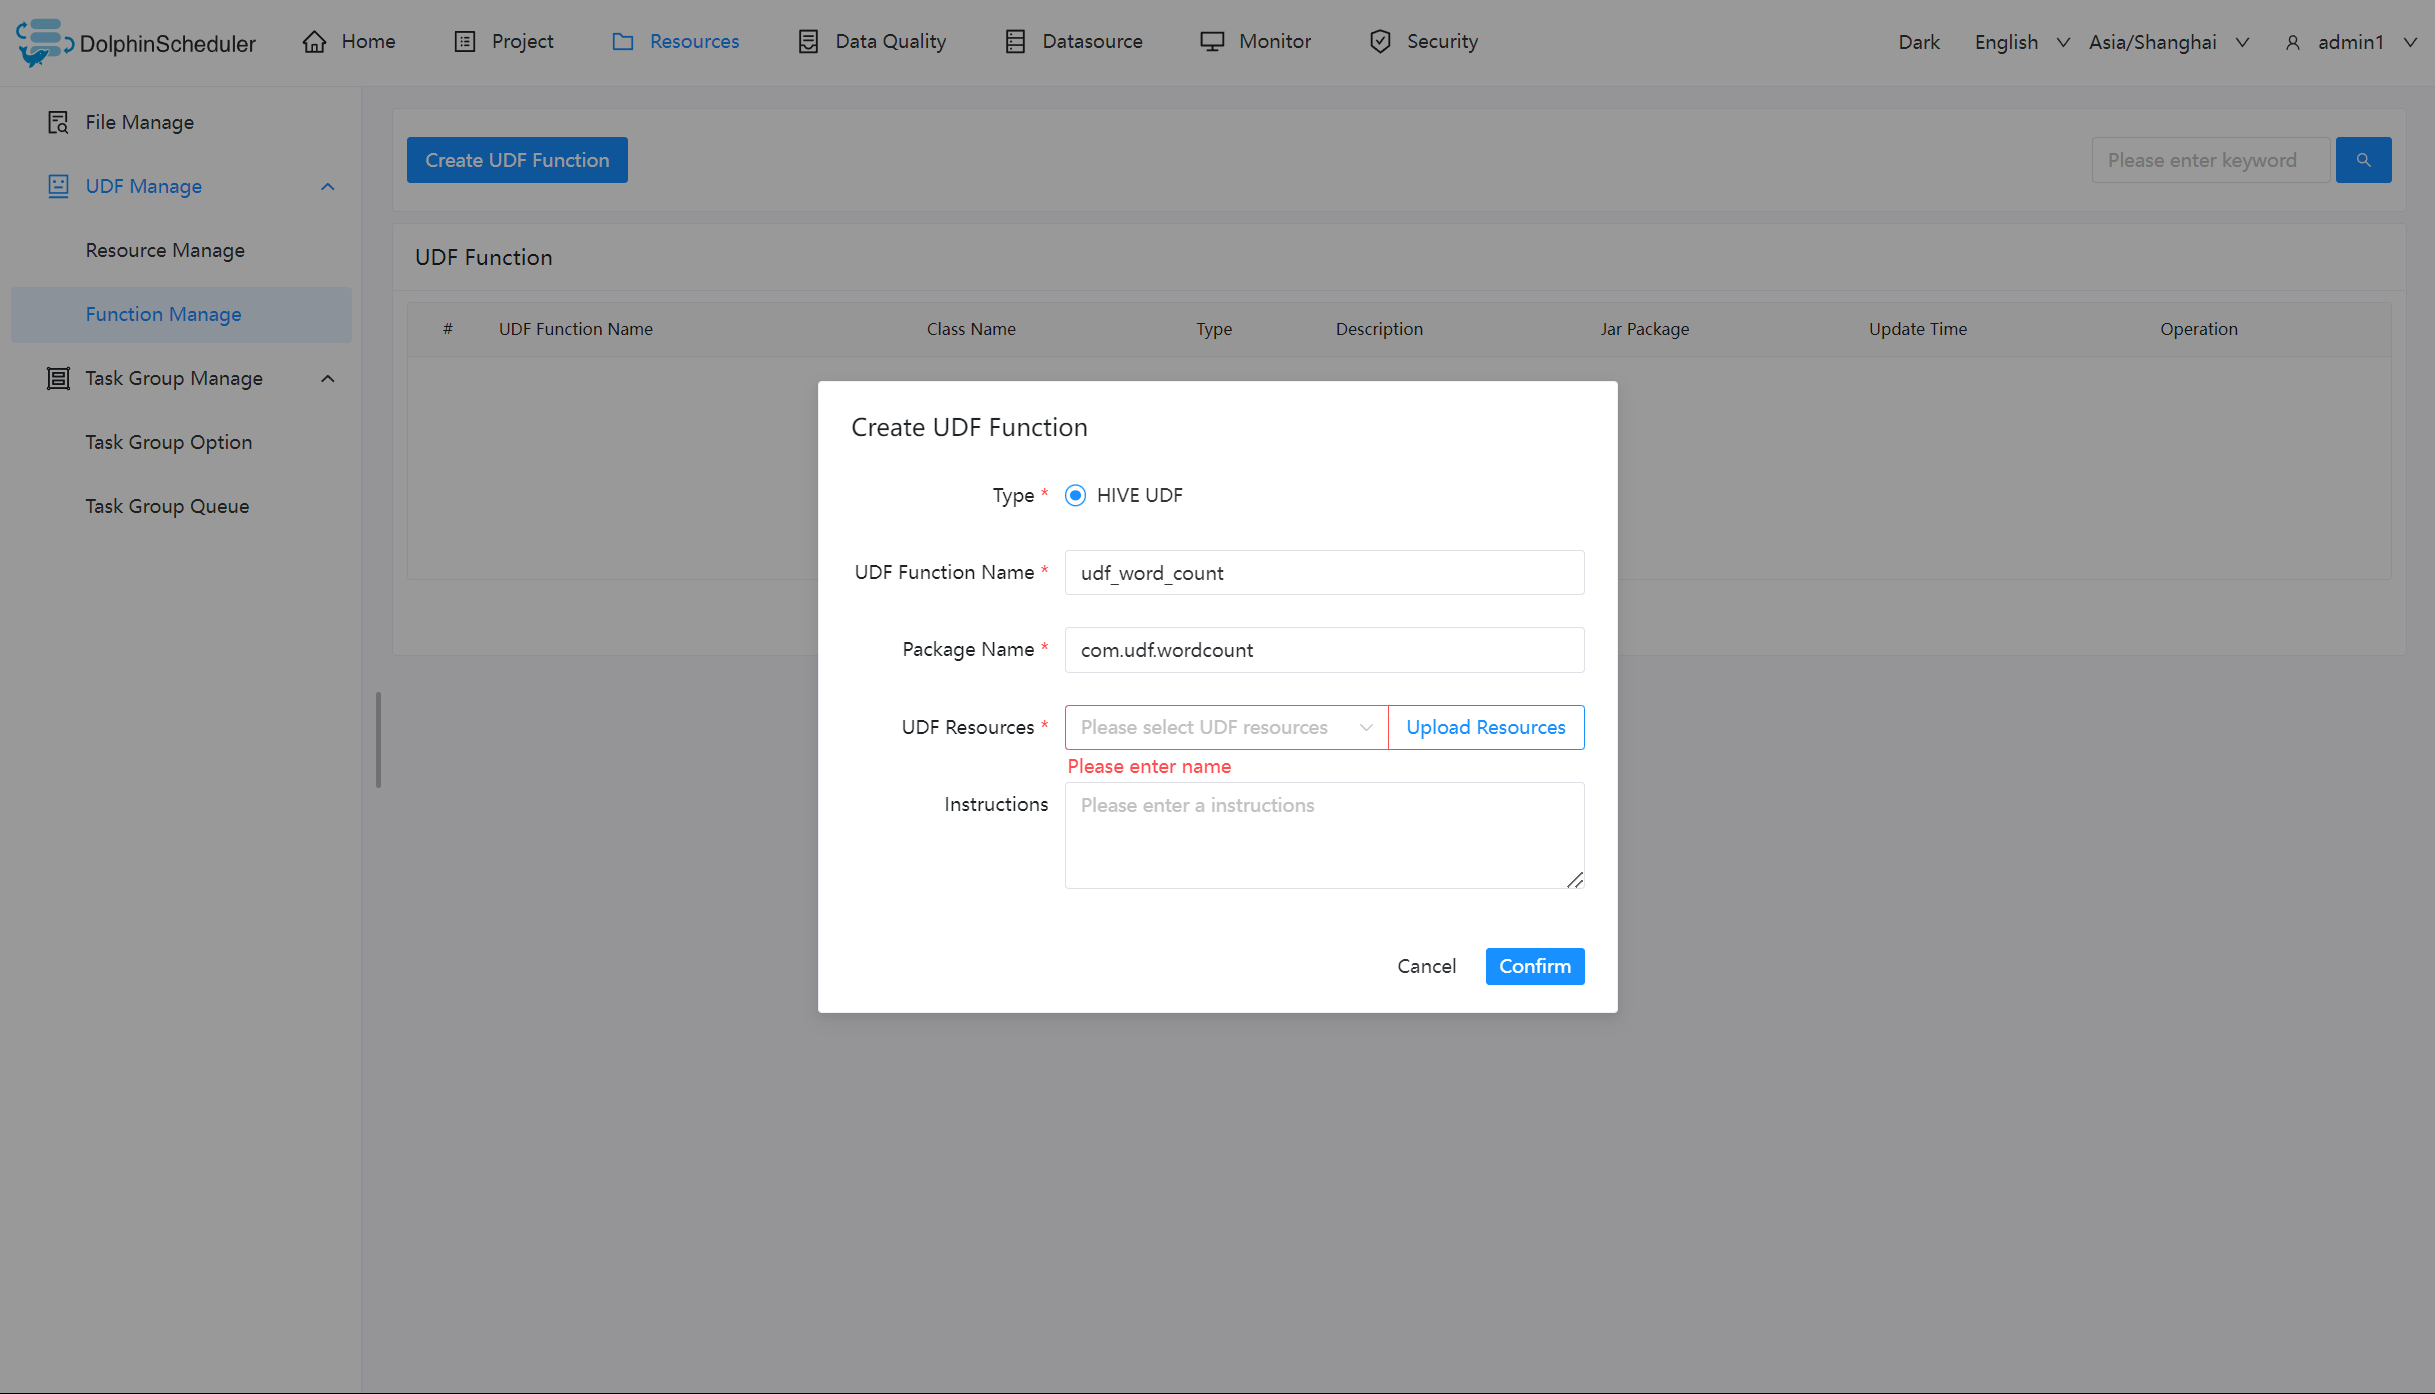 DolphinScheduler Home Project Resources Data Quality Datasource Monitor Security Dark English Asia/Shanghai admin1
File Manage
UDF Manage
Resource Manage
Function Manage
Task Group Manage
Task Group Option
Task Group Queue
Create UDF Function Please enter keyword
UDF Function
# UDF Function Name Class Name Type Description Jar Package Update Time Operation
Create UDF Function
Type * HIVE UDF
UDF Function Name * udf_word_count
Package Name * com.udf.wordcount
UDF Resources * Please select UDF resources Upload Resources
Please enter name
Instructions Please enter a instructions
Cancel Confirm